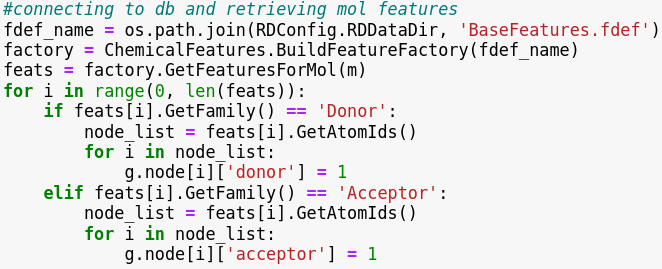 #connecting to db and retrieving mol features
fdef_name = os.path.join(RDConfig.RDDataDir, 'BaseFeatures.fdef')
factory = ChemicalFeatures.BuildFeatureFactory(fdef_name)
feats = factory.GetFeaturesForMol(m)
for i in range(0, len(feats)):
    if feats[i].GetFamily() == 'Donor':
        node_list = feats[i].GetAtomIds()
        for i in node_list:
            g.node[i]['donor'] = 1
    elif feats[i].GetFamily() == 'Acceptor':
        node_list = feats[i].GetAtomIds()
        for i in node_list:
            g.node[i]['acceptor'] = 1